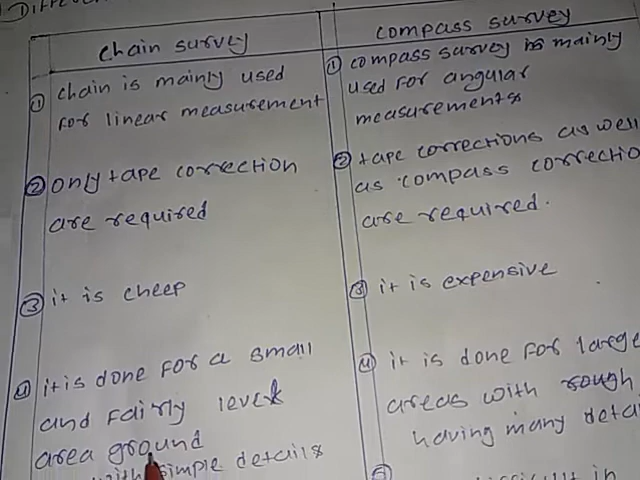 chain survey
① chain is mainly used
for linear measurement
② only tape correction
are required
③ it is cheep
④ it is done for a small
and fairly level
area ground
with simple details
compass survey
① compass survey is mainly
used for angular
measurements
② tape corrections as well
as compass correctio
are required.
③ it is expensive
④ it is done for large
areas with rough
having many detai
⑤